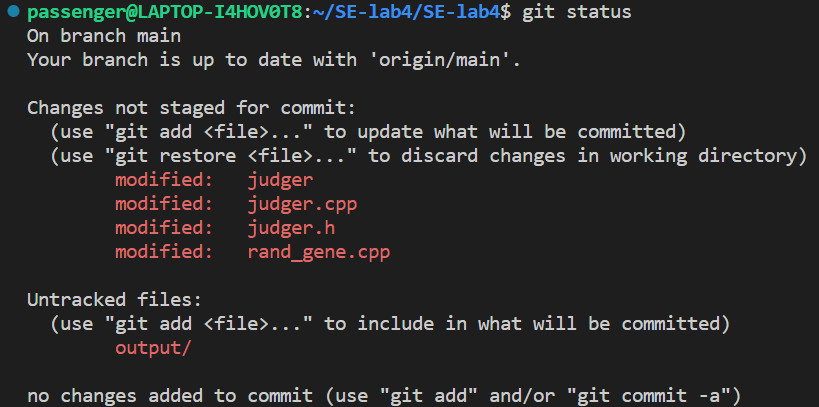 passenger@LAPTOP-I4HOV0T8:~/SE-lab4/SE-lab4$ git status
On branch main
Your branch is up to date with 'origin/main'.

Changes not staged for commit:
  (use "git add <file>..." to update what will be committed)
  (use "git restore <file>..." to discard changes in working directory)
        modified:   judger
        modified:   judger.cpp
        modified:   judger.h
        modified:   rand_gene.cpp

Untracked files:
  (use "git add <file>..." to include in what will be committed)
        output/

no changes added to commit (use "git add" and/or "git commit -a")